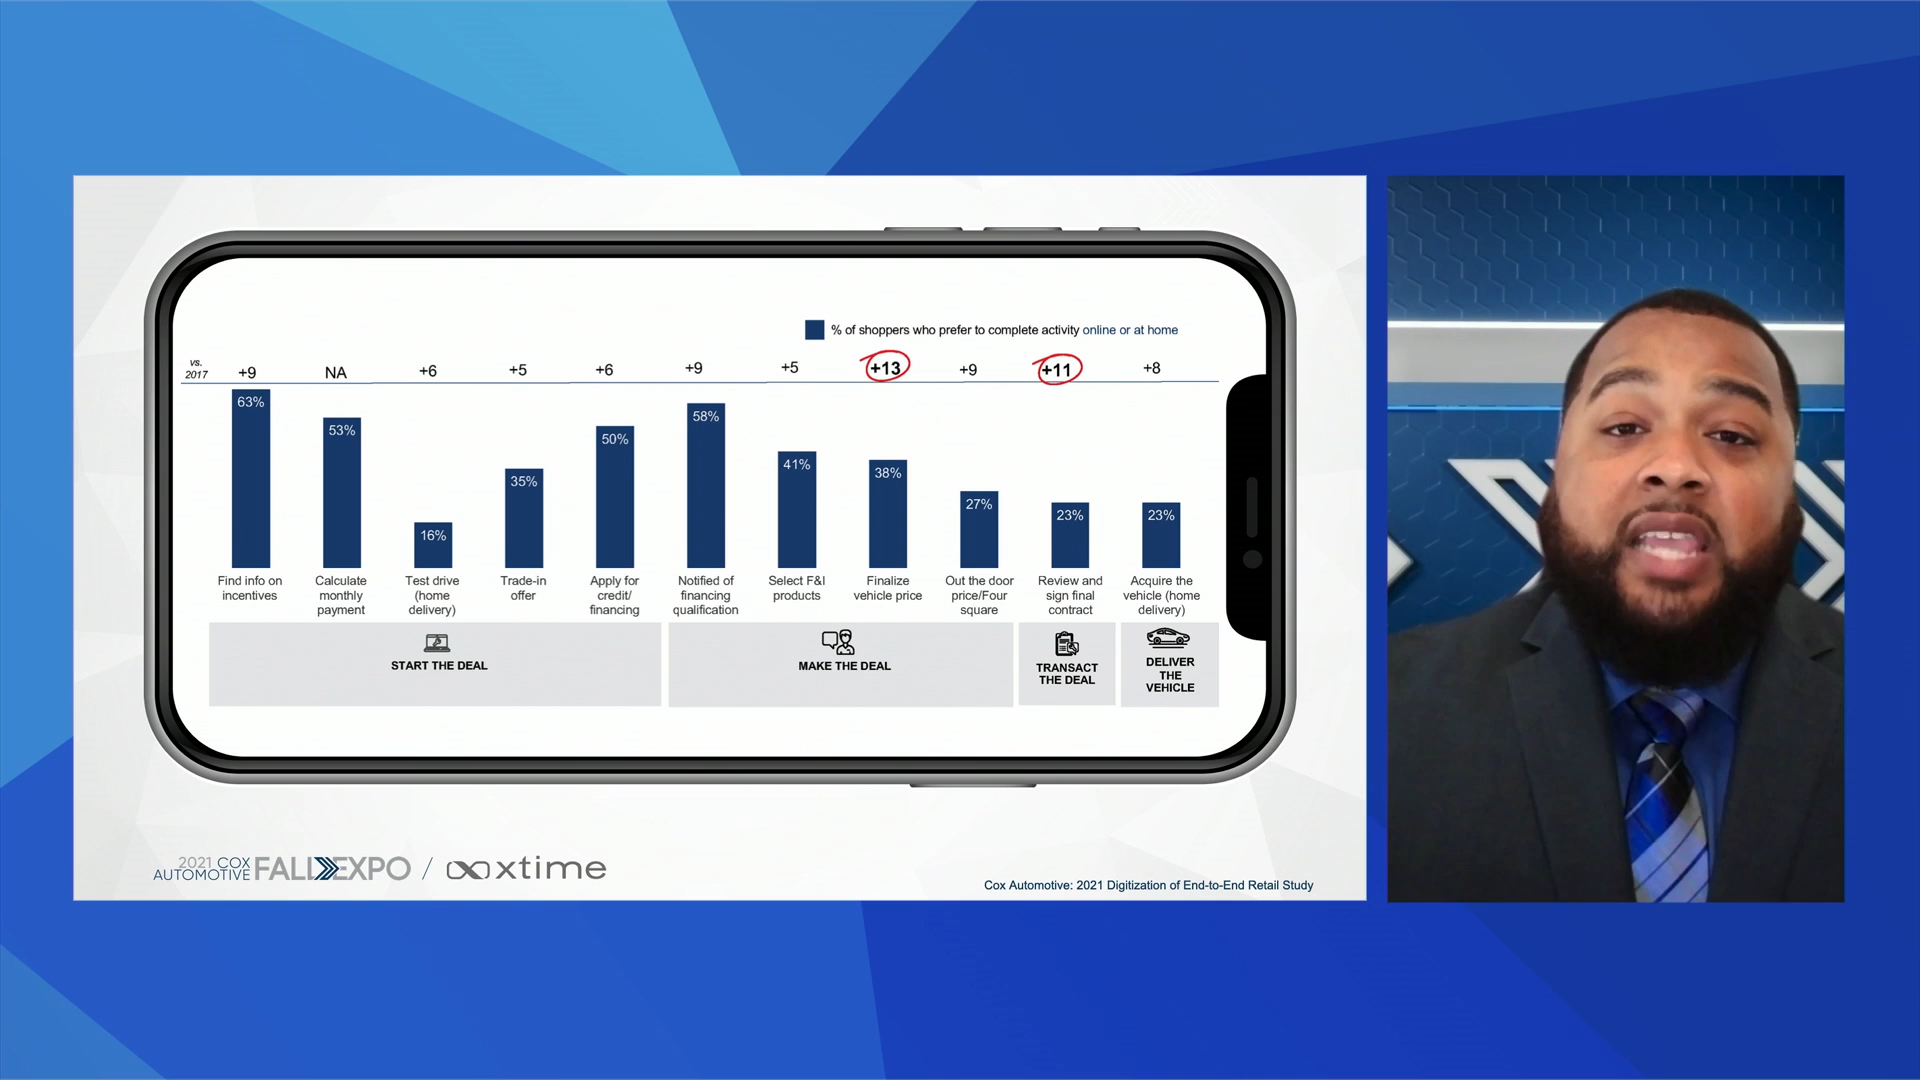 % of shoppers who prefer to complete activity online or at home
vs.
2017
+9
NA
+6
+5
+6
+9
+5
+13
+9
+11
+8
63%
53%
16%
35%
50%
58%
41%
38%
27%
23%
23%
Find info on
incentives
Calculate
monthly
payment
Test drive
(home
delivery)
Trade-in
offer
Apply for
credit/
financing
Notified of
financing
qualification
Select F&I
products
Finalize
vehicle price
Out the door
price/Four
square
Review and
sign final
contract
Acquire the
vehicle (home
delivery)
START THE DEAL
MAKE THE DEAL
TRANSACT
THE DEAL
DELIVER
THE
VEHICLE
2021 COX
AUTOMOTIVE
FALL EXPO / xtime
Cox Automotive: 2021 Digitization of End-to-End Retail Study